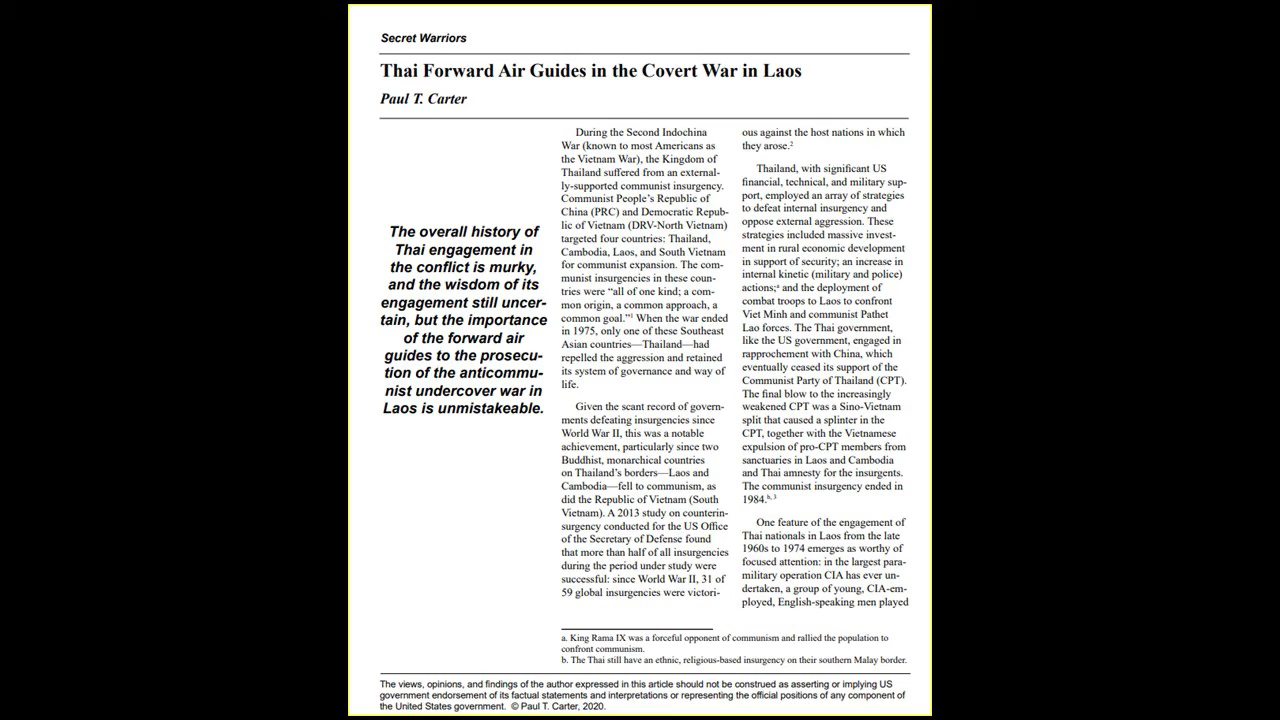 Secret Warriors
Thai Forward Air Guides in the Covert War in Laos
Paul T. Carter
The overall history of
Thai engagement in
the conflict is murky,
and the wisdom of its
engagement still uncer-
tain, but the importance
of the forward air
guides to the prosecu-
tion of the anticommu-
nist undercover war in
Laos is unmistakeable.
During the Second Indochina
War (known to most Americans as
the Vietnam War), the Kingdom of
Thailand suffered from an external-
ly-supported communist insurgency.
Communist People's Republic of
China (PRC) and Democratic Repub-
lic of Vietnam (DRV-North Vietnam)
targeted four countries: Thailand,
Cambodia, Laos, and South Vietnam
for communist expansion. The com-
munist insurgencies in these coun-
tries were “all of one kind; a com-
mon origin, a common approach, a
common goal.”1 When the war ended
in 1975, only one of these Southeast
Asian countries—Thailand—had
repelled the aggression and retained
its system of governance and way of
life.
Given the scant record of govern-
ments defeating insurgencies since
World War II, this was a notable
achievement, particularly since two
Buddhist, monarchical countries
on Thailand's borders—Laos and
Cambodia—fell to communism, as
did the Republic of Vietnam (South
Vietnam). A 2013 study on counterin-
surgency conducted for the US Office
of the Secretary of Defense found
that more than half of all insurgencies
during the period under study were
successful: since World War II, 31 of
59 global insurgencies were victori-
ous against the host nations in which
they arose.2
Thailand, with significant US
financial, technical, and military sup-
port, employed an array of strategies
to defeat internal insurgency and
oppose external aggression. These
strategies included massive invest-
ment in rural economic development
in support of security; an increase in
internal kinetic (military and police)
actions;a and the deployment of
combat troops to Laos to confront
Viet Minh and communist Pathet
Lao forces. The Thai government,
like the US government, engaged in
rapprochement with China, which
eventually ceased its support of the
Communist Party of Thailand (CPT).
The final blow to the increasingly
weakened CPT was a Sino-Vietnam
split that caused a splinter in the
CPT, together with the Vietnamese
expulsion of pro-CPT members from
sanctuaries in Laos and Cambodia
and Thai amnesty for the insurgents.
The communist insurgency ended in
1984.b, 3
One feature of the engagement of
Thai nationals in Laos from the late
1960s to 1974 emerges as worthy of
focused attention: in the largest para-
military operation CIA has ever un-
dertaken, a group of young, CIA-em-
ployed, English-speaking men played
a. King Rama IX was a forceful opponent of communism and rallied the population to
confront communism.
b. The Thai still have an ethnic, religious-based insurgency on their southern Malay border.
The views, opinions, and findings of the author expressed in this article should not be construed as asserting or implying US
government endorsement of its factual statements and interpretations or representing the official positions of any component of
the United States government. © Paul T. Carter, 2020.